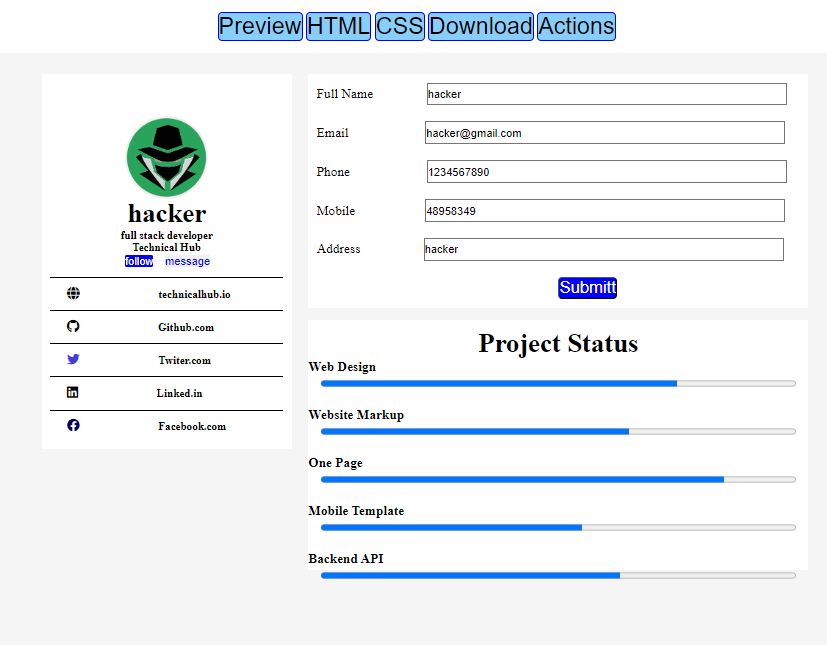 Preview HTML CSS Download Actions
hacker
full stack developer
Technical Hub
follow message
technicalhub.io
Github.com
Twiter.com
Linked.in
Facebook.com
Full Name hacker
Email hacker@gmail.com
Phone 1234567890
Mobile 48958349
Address hacker
Submitt
Project Status
Web Design
Website Markup
One Page
Mobile Template
Backend API